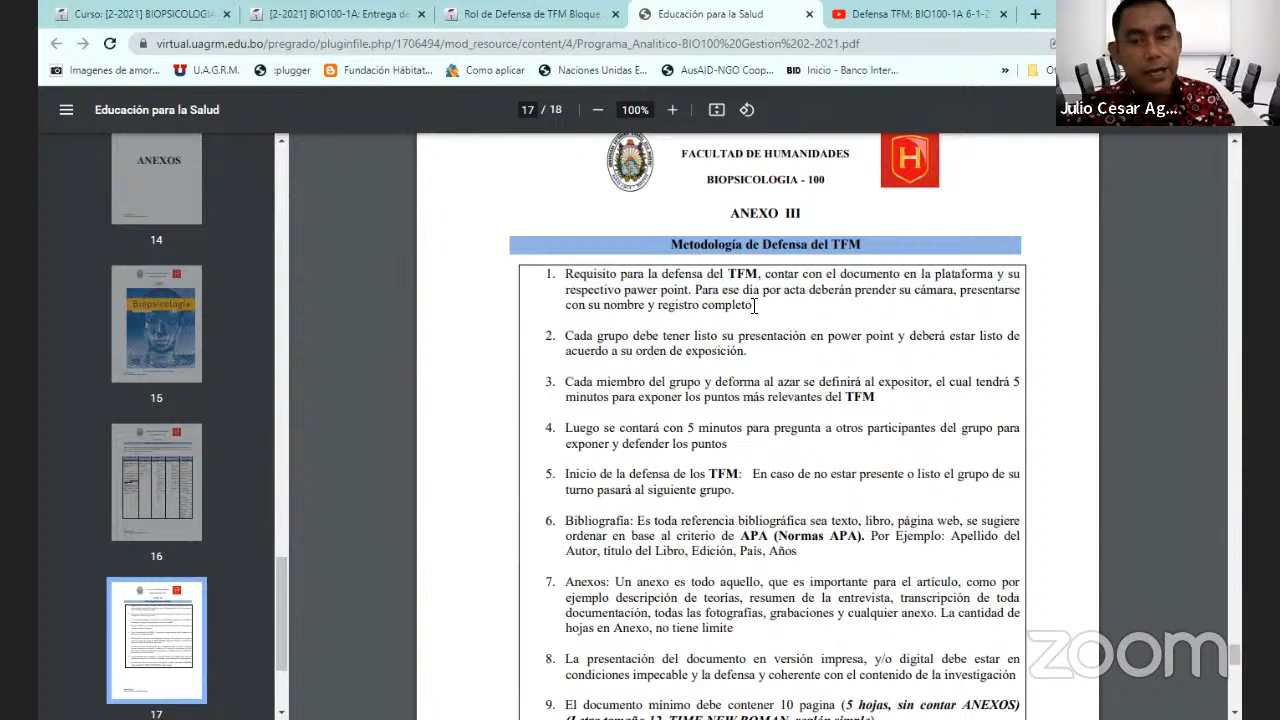 Curso: [2-2021] BIOPSICOLOGIA
[2-2021] BIO100-1A: Entrega de
Rol de Defensa de TFM Bloque
Educación para la Salud
Defensa TFM: BIO100-1A 6-1-2
virtual.uagrm.edu.bo/pregrado/pluginfile.php/1706494/mod_resource/content/4/Programa_Analitico-BIO100%20Gestion%202-2021.pdf
Imagenes de amor...
U.A.G.R.M.
:plugger
Fundación Hábitat...
Como aplicar
Naciones Unidas E...
AusAID-NGO Coop...
BID Inicio - Banco Inter...
»
Julio Cesar Ag...
Educación para la Salud
17 / 18
100%
ANEXOS
14
Biopsicología
15
16
17
FACULTAD DE HUMANIDADES
H
BIOPSICOLOGIA - 100
ANEXO III
Metodología de Defensa del TFM
1. Requisito para la defensa del TFM, contar con el documento en la plataforma y su
respectivo pawer point. Para ese día por acta deberán prender su cámara, presentarse
con su nombre y registro completo
2. Cada grupo debe tener listo su presentación en power point y deberá estar listo de
acuerdo a su orden de exposición.
3. Cada miembro del grupo y deforma al azar se definirá al expositor, el cual tendrá 5
minutos para exponer los puntos más relevantes del TFM
4. Luego se contará con 5 minutos para pregunta a otros participantes del grupo para
exponer y defender los puntos
5. Inicio de la defensa de los TFM: En caso de no estar presente o listo el grupo de su
turno pasará al siguiente grupo.
6. Bibliografía: Es toda referencia bibliográfica sea texto, libro, página web, se sugiere
ordenar en base al criterio de APA (Normas APA). Por Ejemplo: Apellido del
Autor, título del Libro, Edición, País, Años
7. Anexos: Un anexo es todo aquello, que es importante para el artículo, como por
ejemplo descripción de teorías, resumen de la entrevista, transcripción de toda
documentación, todas las fotografías, grabaciones y cualquier anexo. La cantidad de
hojas en Anexo, no tiene limite
8. La presentación del documento en versión impresa, y/o digital debe estar en
condiciones impecable y la defensa y coherente con el contenido de la investigación
9. El documento mínimo debe contener 10 pagina (5 hojas, sin contar ANEXOS)
(Letra tamaño 12, TIME NEW ROMAN, reglón simple)
zoom